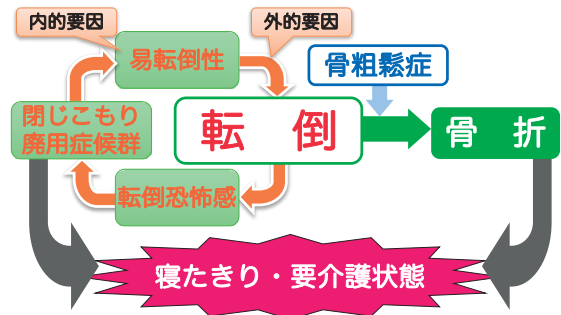 内的要因
外的要因
易転倒性
骨粗鬆症
閉じこもり
廃用症候群
転 倒
骨 折
転倒恐怖感
寝たきり・要介護状態